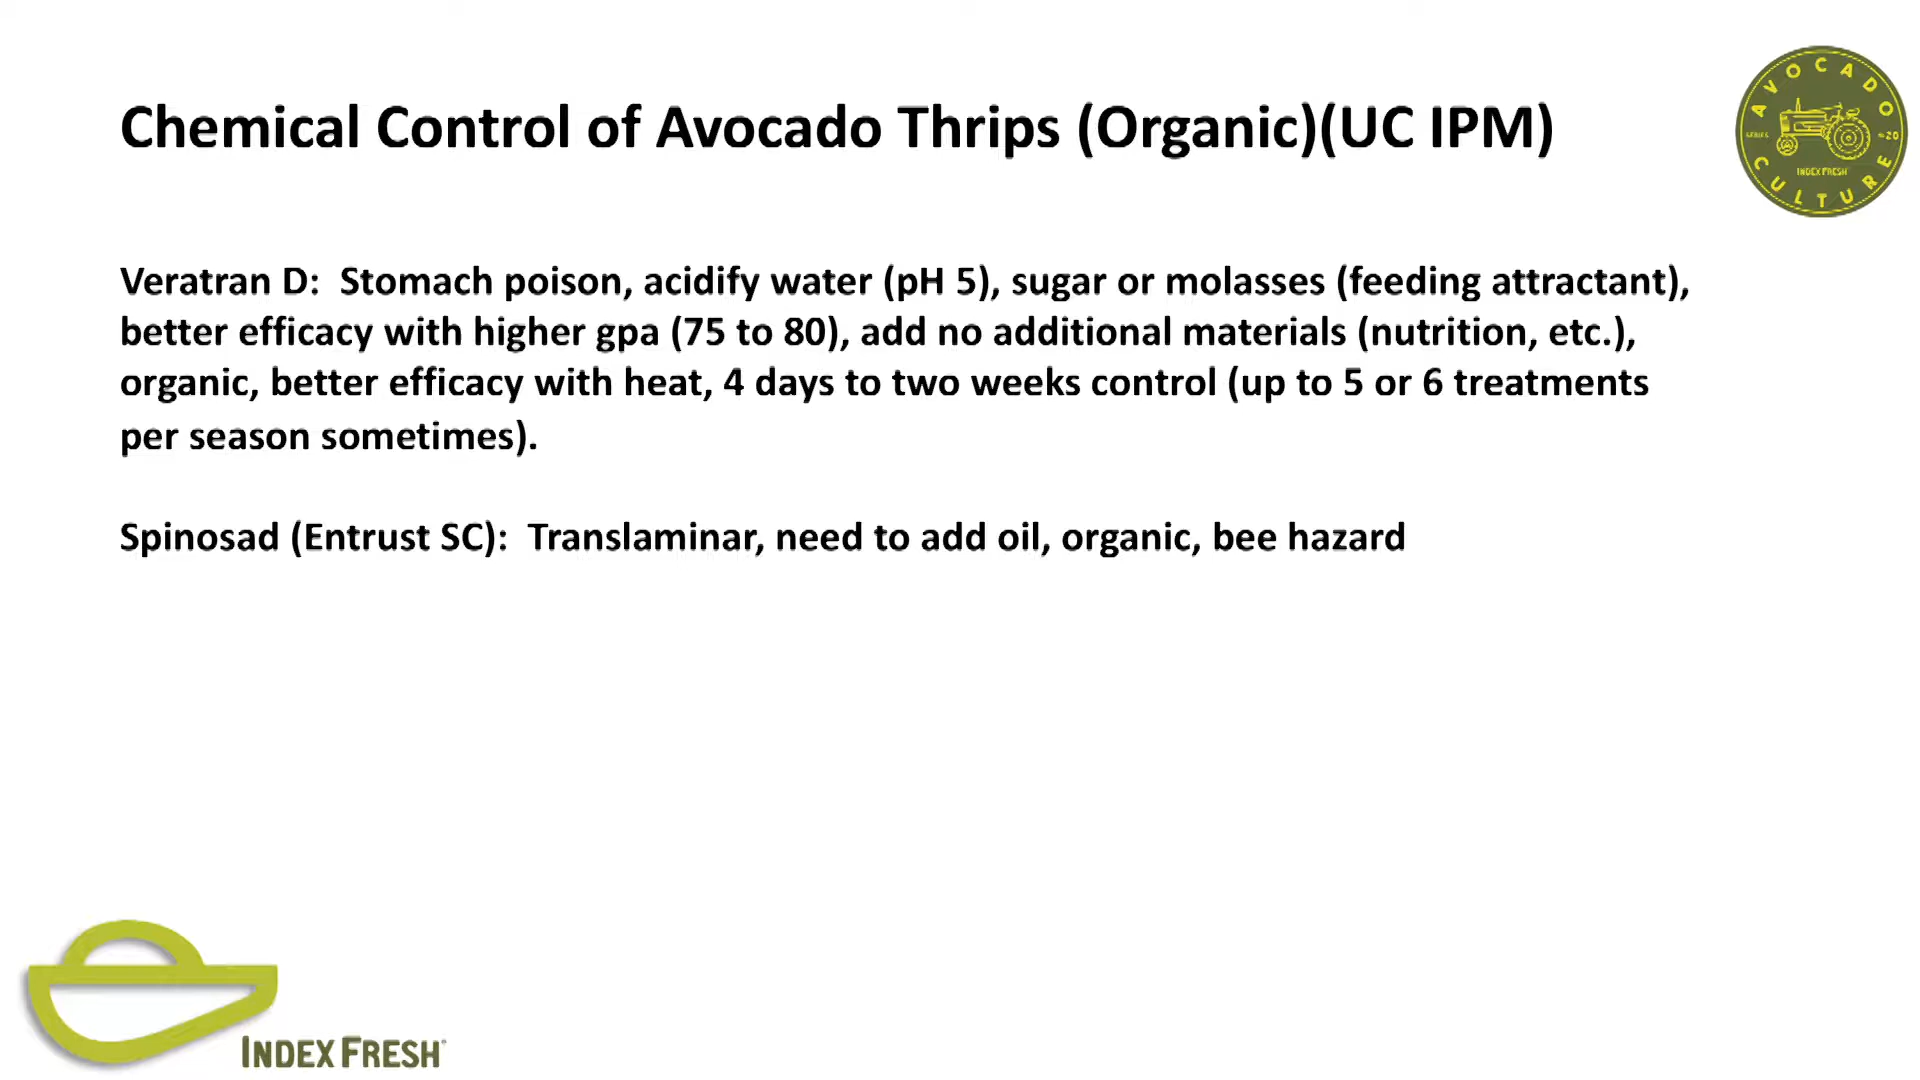 Chemical Control of Avocado Thrips (Organic)(UC IPM)
AVOCADO
SERIES
≈20
INDEX FRESH
CULTURE
Veratran D:  Stomach poison, acidify water (pH 5), sugar or molasses (feeding attractant),
better efficacy with higher gpa (75 to 80), add no additional materials (nutrition, etc.),
organic, better efficacy with heat, 4 days to two weeks control (up to 5 or 6 treatments
per season sometimes).
Spinosad (Entrust SC):  Translaminar, need to add oil, organic, bee hazard
INDEX FRESH